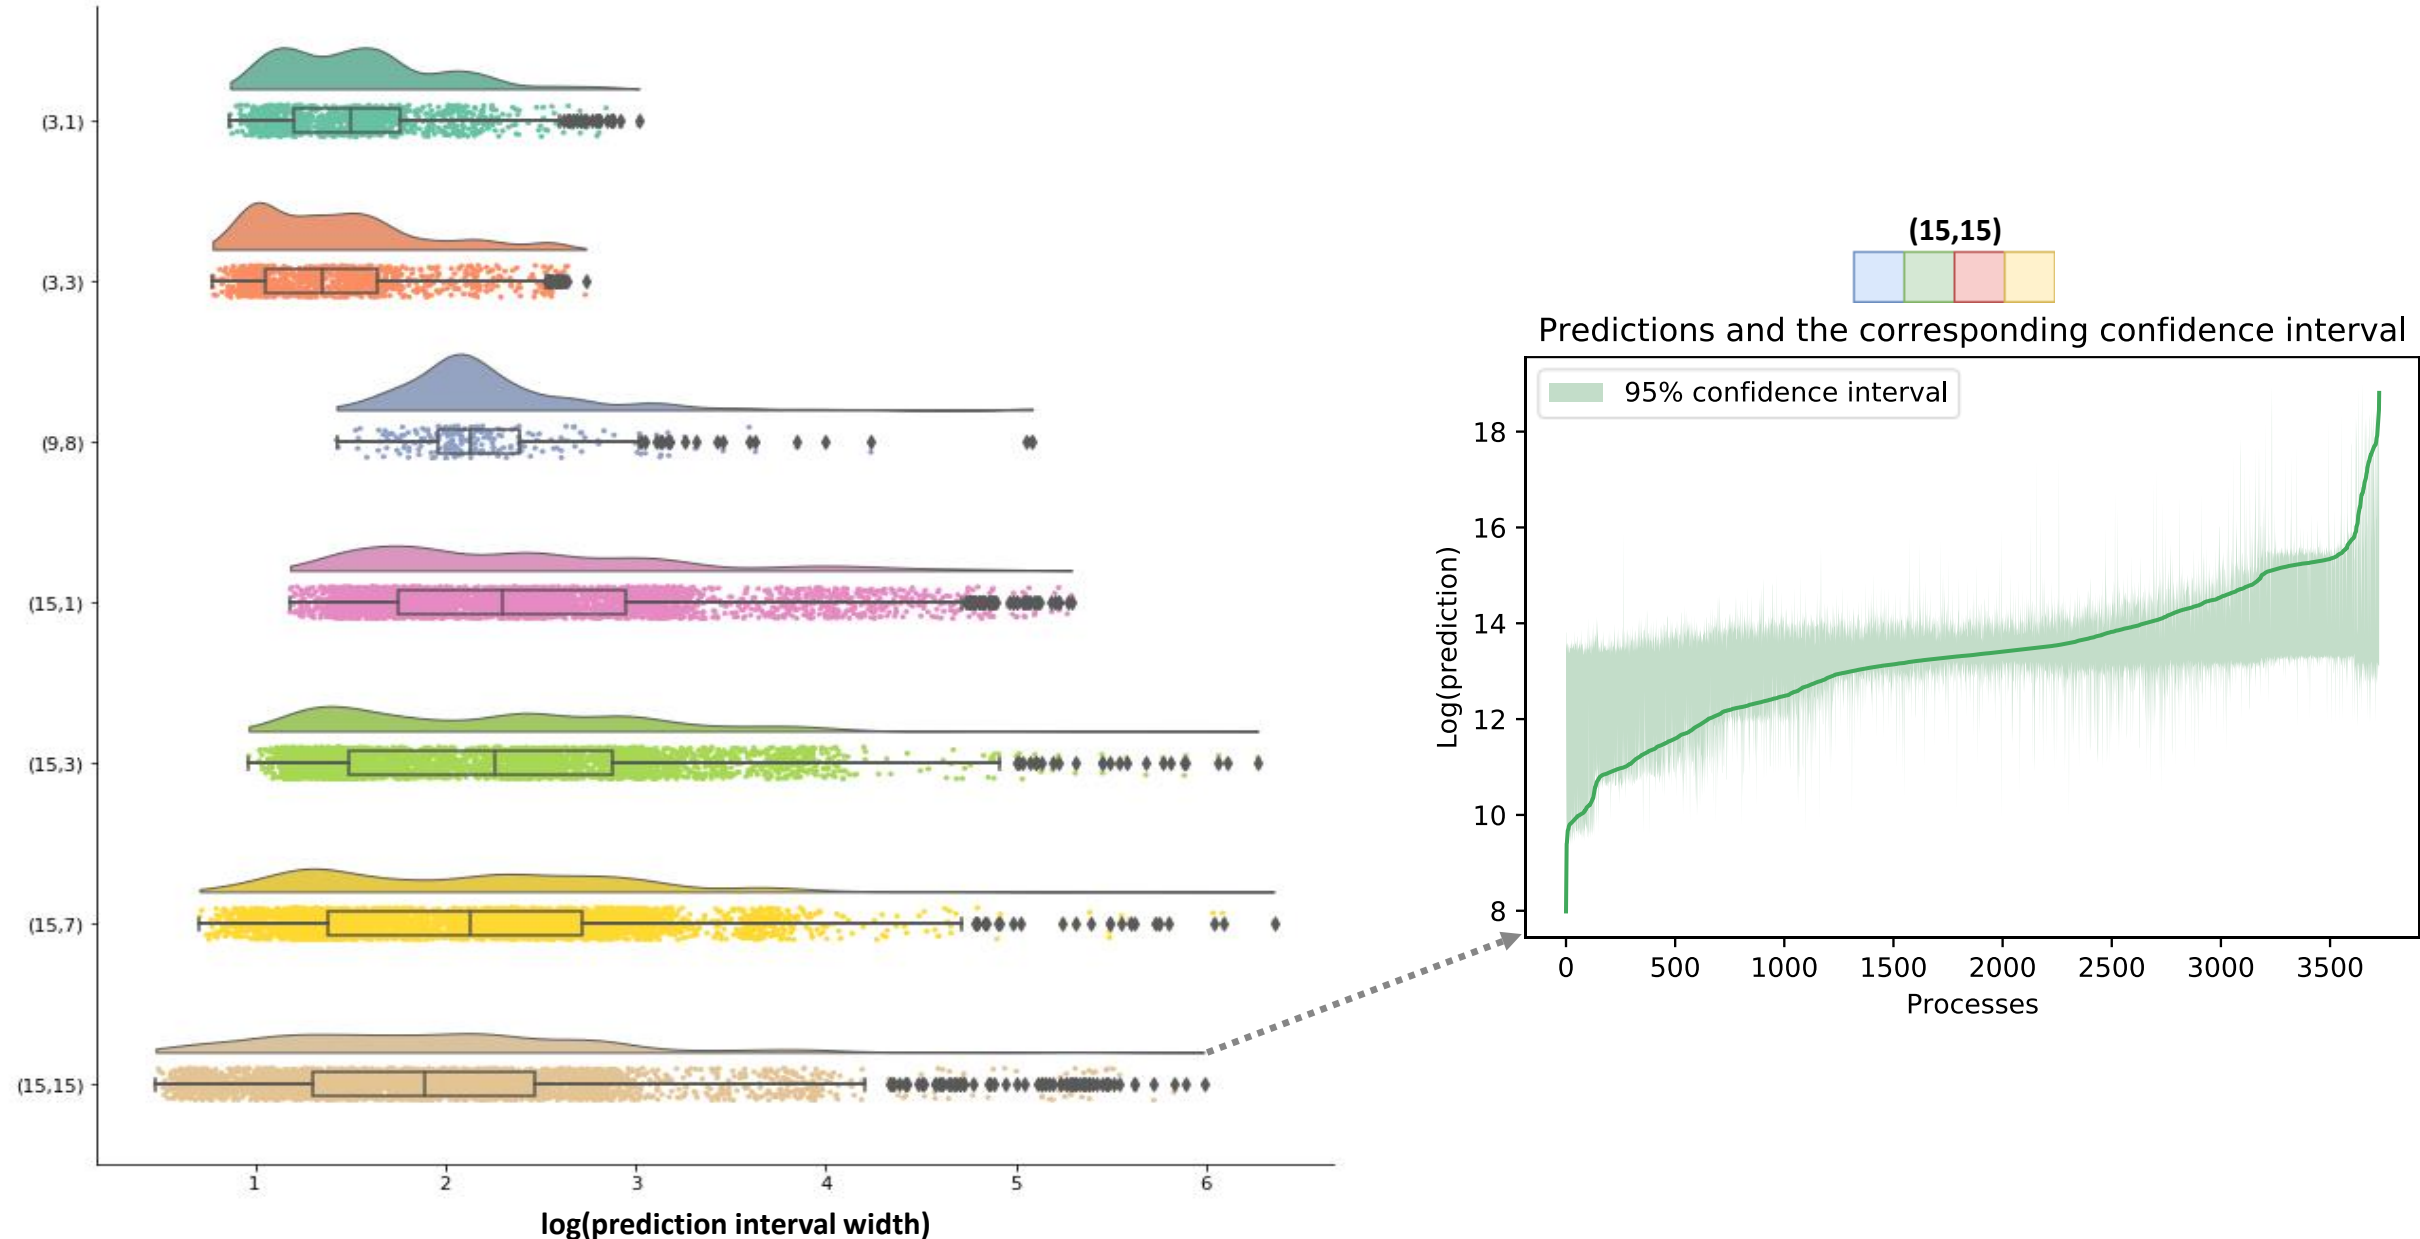 (3,1)
(3,3)
(9,8)
(15,1)
(15,3)
(15,7)
(15,15)
1 2 3 4 5 6
log(prediction interval width)
(15,15)
Predictions and the corresponding confidence interval
95% confidence interval
18
16
14
12
10
8
Log(prediction)
0 500 1000 1500 2000 2500 3000 3500
Processes